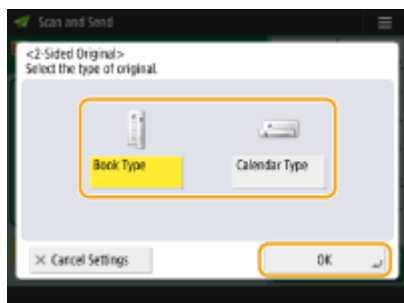 Scan and Send
<2-Sided Original>
Select the type of original.
Book Type
Calendar Type
× Cancel Settings
OK